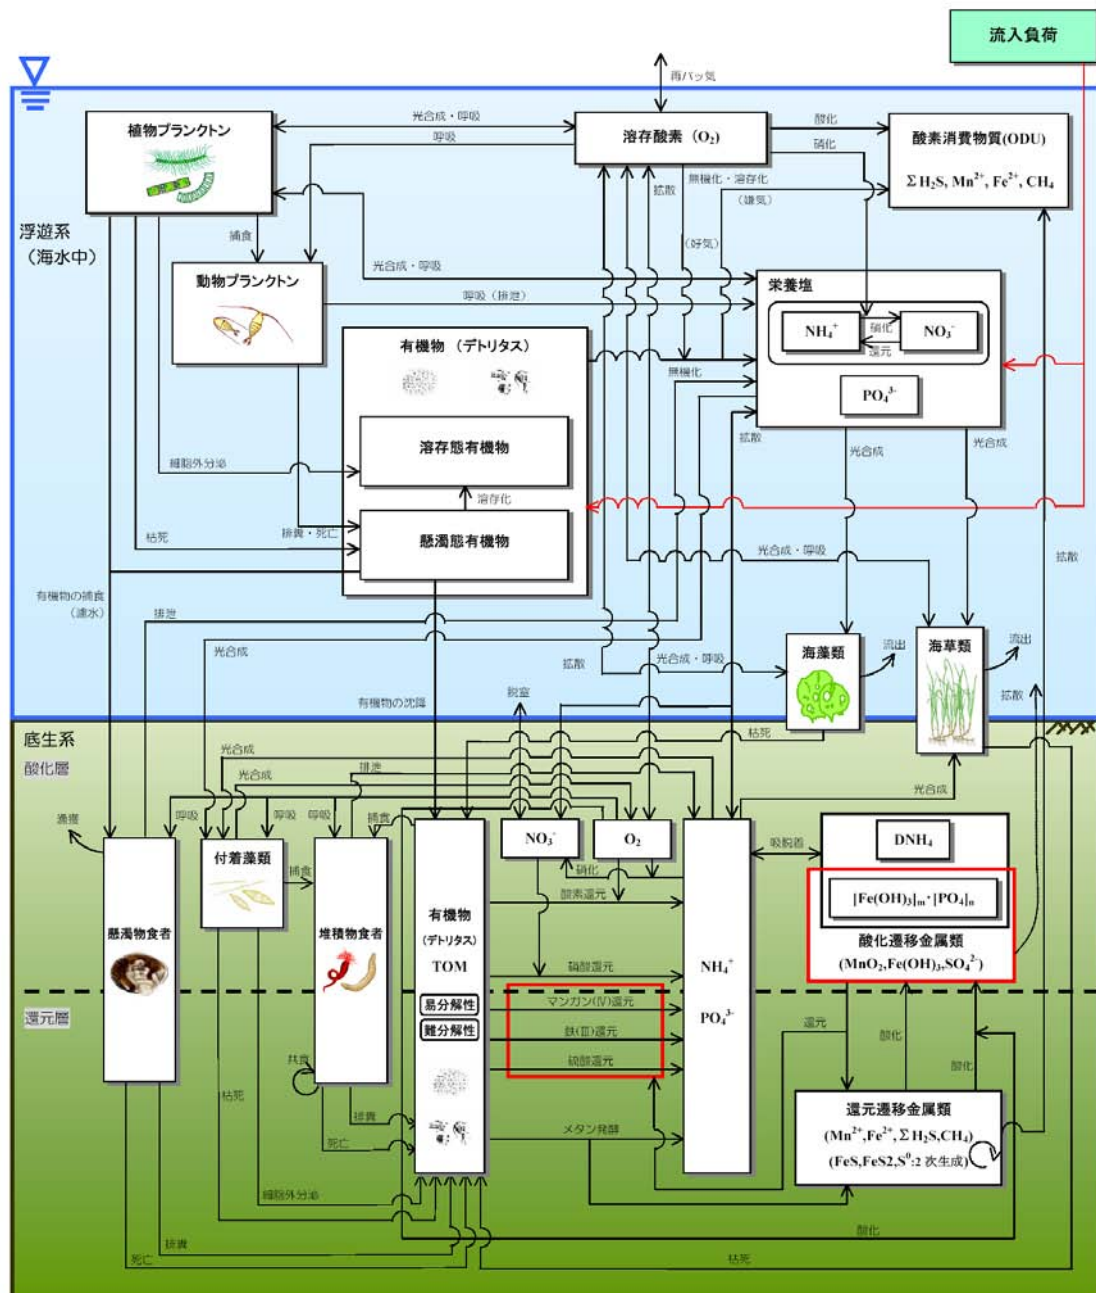 流入負荷
再バッ気
植物プランクトン
光合成・呼吸
呼吸
溶存酸素（O₂）
酸化
硝化
酸素消費物質(ODU)
ΣH₂S, Mn²⁺, Fe²⁺, CH₄
拡散
無機化・溶存化
（嫌気）
（好気）
浮遊系
（海水中）
捕食
光合成・呼吸
動物プランクトン
呼吸（排泄）
栄養塩
NH₄⁺
硝化
還元
NO₃⁻
PO₄³⁻
有機物（デトリタス）
無機化
溶存態有機物
細胞外分泌
溶存化
懸濁態有機物
枯死
排糞・死亡
拡散
光合成
光合成
光合成・呼吸
拡散
有機物の捕食
（濾水）
排泄
光合成
拡散
光合成・呼吸
海藻類
流出
海草類
流出
拡散
有機物の沈降
脱窒
底生系
酸化層
光合成
光合成
排泄
枯死
光合成
漁獲
呼吸
呼吸
呼吸
捕食
付着藻類
捕食
NO₃⁻
O₂
硝化
吸脱着
DNH₄
[Fe(OH)₃]m・[PO₄]n
酸化遷移金属類
(MnO₂,Fe(OH)₃,SO₄²⁻)
懸濁物食者
堆積物食者
有機物
(デトリタス)
TOM
易分解性
難分解性
酸素還元
硝酸還元
マンガン(Ⅳ)還元
鉄(Ⅲ)還元
硫酸還元
メタン発酵
NH₄⁺
PO₄³⁻
還元層
還元
酸化
酸化
共食
枯死
排糞
死亡
還元遷移金属類
(Mn²⁺,Fe²⁺,ΣH₂S,CH₄)
(FeS,FeS2,S⁰:2次生成)
細胞外分泌
酸化
排糞
死亡
枯死